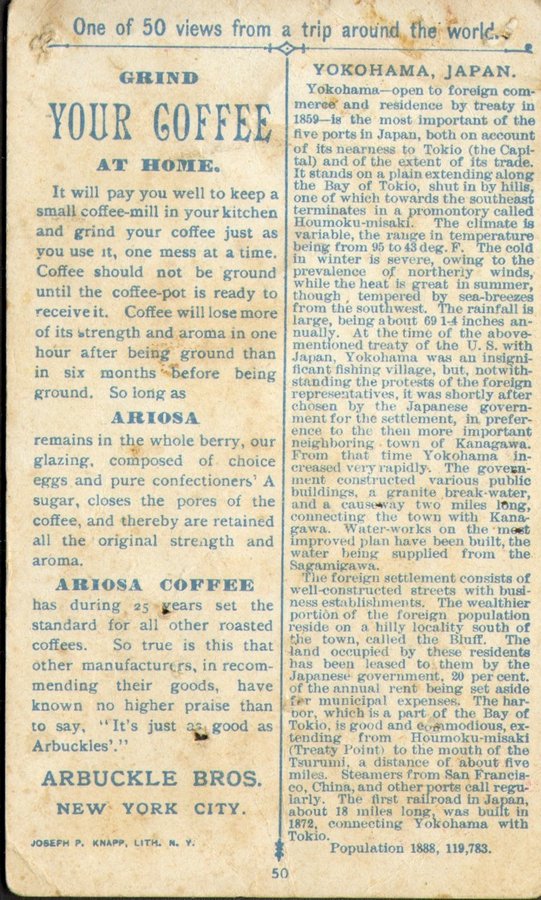 One of 50 views from a trip around the world.
GRIND
YOUR COFFEE
AT HOME.
It will pay you well to keep a
small coffee-mill in your kitchen
and grind your coffee just as
you use it, one mess at a time.
Coffee should not be ground
until the coffee-pot is ready to
receive it. Coffee will lose more
of its strength and aroma in one
hour after being ground than
in six months before being
ground. So long as
ARIOSA
remains in the whole berry, our
glazing, composed of choice
eggs and pure confectioners' A
sugar, closes the pores of the
coffee, and thereby are retained
all the original strength and
aroma.
ARIOSA COFFEE
has during 25 years set the
standard for all other roasted
coffees. So true is this that
other manufacturers, in recom-
mending their goods, have
known no higher praise than
to say, "It's just as good as
Arbuckles'."
ARBUCKLE BROS.
NEW YORK CITY.
JOSEPH P. KNAPP, LITH. N. Y.
YOKOHAMA, JAPAN.
Yokohama—open to foreign com-
merce and residence by treaty in
1859—is the most important of the
five ports in Japan, both on account
of its nearness to Tokio (the Capi-
tal) and of the extent of its trade.
It stands on a plain extending along
the Bay of Tokio, shut in by hills,
one of which towards the southeast
terminates in a promontory called
Houmoku-misaki. The climate is
variable, the range in temperature
being from 95 to 43 deg. F. The cold
in winter is severe, owing to the
prevalence of northerly winds,
while the heat is great in summer,
though tempered by sea-breezes
from the southwest. The rainfall is
large, being about 69 1-4 inches an-
nually. At the time of the above-
mentioned treaty of the U. S. with
Japan, Yokohama was an insigni-
ficant fishing village, but, notwith-
standing the protests of the foreign
representatives, it was shortly after
chosen by the Japanese govern-
ment for the settlement, in prefer-
ence to the then more important
neighboring town of Kanagawa.
From that time Yokohama in-
creased very rapidly. The govern-
ment constructed various public
buildings, a granite break-water,
and a causeway two miles long,
connecting the town with Kana-
gawa. Water-works on the most
improved plan have been built, the
water being supplied from the
Sagamigawa.
The foreign settlement consists of
well-constructed streets with busi-
ness establishments. The wealthier
portion of the foreign population
reside on a hilly locality south of
the town, called the Bluff. The
land occupied by these residents
has been leased to them by the
Japanese government, 20 per cent.
of the annual rent being set aside
for municipal expenses. The har-
bor, which is a part of the Bay of
Tokio, is good and commodious, ex-
tending from Houmoku-misaki
(Treaty Point) to the mouth of the
Tsurumi, a distance of about five
miles. Steamers from San Francis-
co, China, and other ports call regu-
larly. The first railroad in Japan,
about 18 miles long, was built in
1872, connecting Yokohama with
Tokio.
Population 1888, 119,783.
50